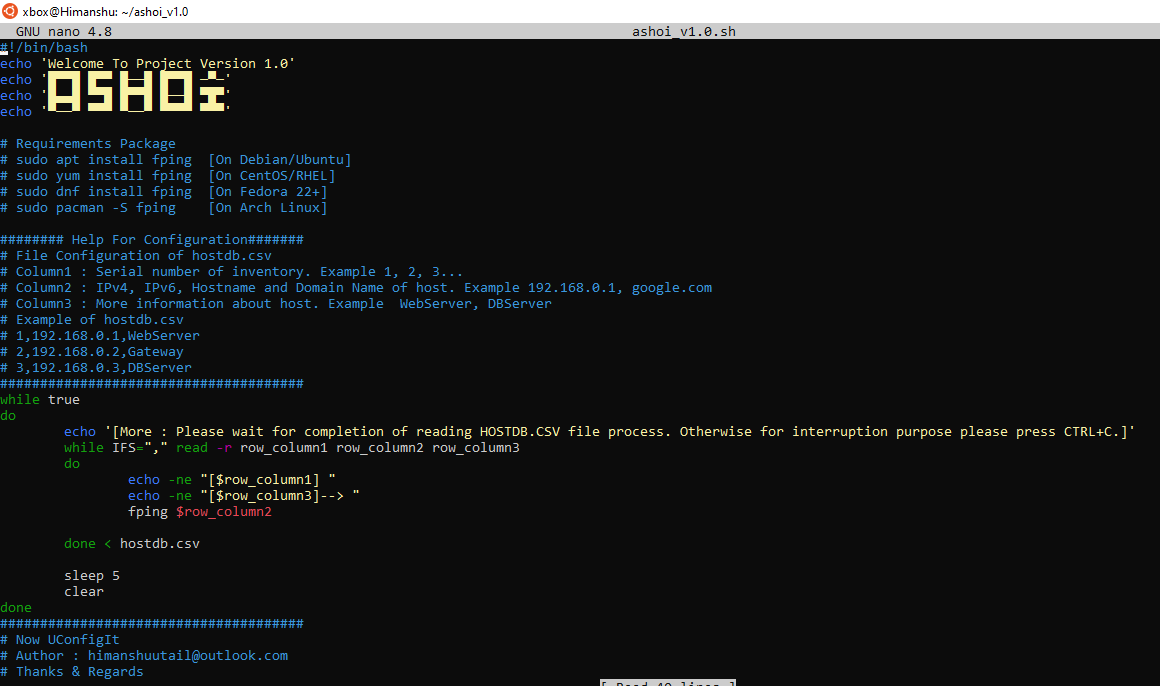 xbox@Himanshu: ~/ashoi_v1.0
GNU nano 4.8 ashoi_v1.0.sh
#!/bin/bash
echo 'Welcome To Project Version 1.0'
echo '
echo 'ASHOI'
echo '

# Requirements Package
# sudo apt install fping  [On Debian/Ubuntu]
# sudo yum install fping  [On CentOS/RHEL]
# sudo dnf install fping  [On Fedora 22+]
# sudo pacman -S fping    [On Arch Linux]

######## Help For Configuration#######
# File Configuration of hostdb.csv
# Column1 : Serial number of inventory. Example 1, 2, 3...
# Column2 : IPv4, IPv6, Hostname and Domain Name of host. Example 192.168.0.1, google.com
# Column3 : More information about host. Example  WebServer, DBServer
# Example of hostdb.csv
# 1,192.168.0.1,WebServer
# 2,192.168.0.2,Gateway
# 3,192.168.0.3,DBServer
######################################
while true
do
        echo '[More : Please wait for completion of reading HOSTDB.CSV file process. Otherwise for interruption purpose please press CTRL+C.]'
        while IFS="," read -r row_column1 row_column2 row_column3
        do
                echo -ne "[$row_column1] "
                echo -ne "[$row_column3]--> "
                fping $row_column2

        done < hostdb.csv

        sleep 5
        clear
done
######################################
# Now UConfigIt
# Author : himanshuutail@outlook.com
# Thanks & Regards